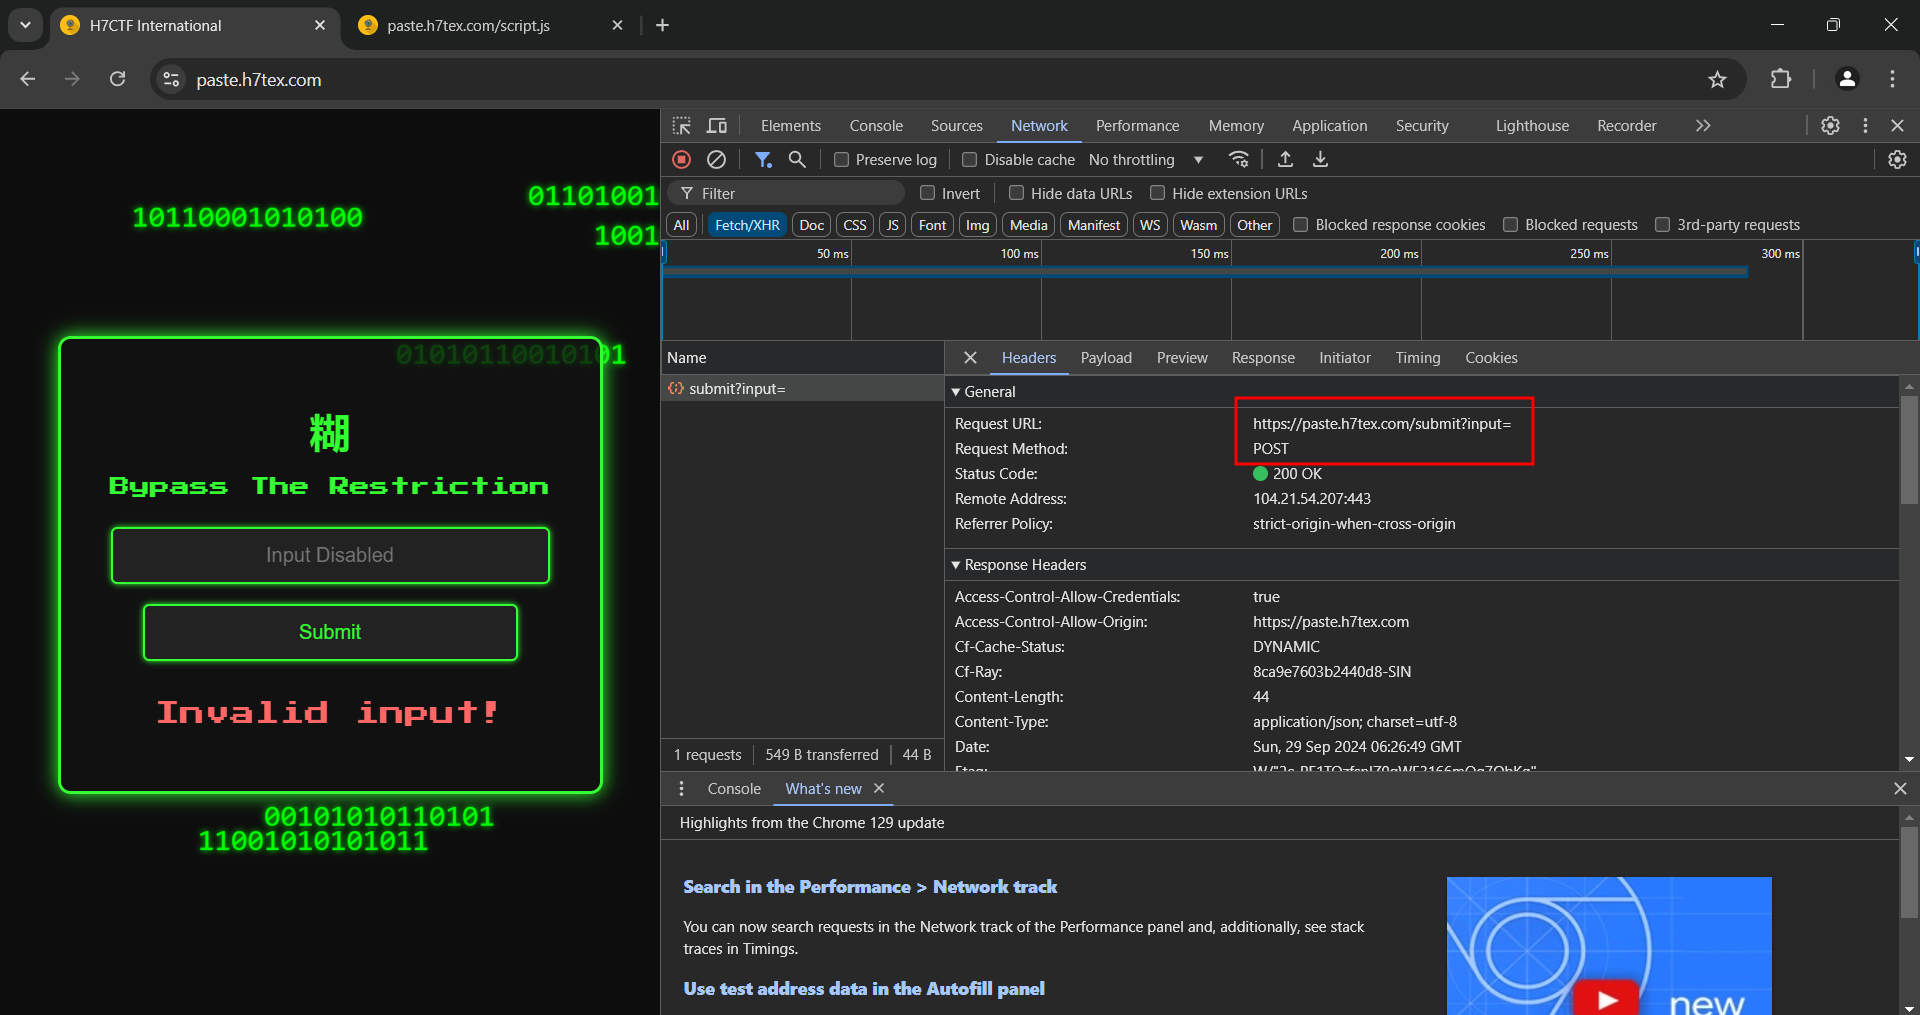 H7CTF International
paste.h7tex.com/script.js
paste.h7tex.com
01101001
10110001010100
1001
01010110010101
糊
Bypass The Restriction
Input Disabled
Submit
Invalid input!
00101010110101
11001010101011
Elements Console Sources Network Performance Memory Application Security Lighthouse Recorder
Preserve log Disable cache No throttling
Filter Invert Hide data URLs Hide extension URLs
All Fetch/XHR Doc CSS JS Font Img Media Manifest WS Wasm Other Blocked response cookies Blocked requests 3rd-party requests
50 ms 100 ms 150 ms 200 ms 250 ms 300 ms
Name
submit?input=
1 requests 549 B transferred 44 B
Headers Payload Preview Response Initiator Timing Cookies
General
Request URL: https://paste.h7tex.com/submit?input=
Request Method: POST
Status Code: 200 OK
Remote Address: 104.21.54.207:443
Referrer Policy: strict-origin-when-cross-origin
Response Headers
Access-Control-Allow-Credentials: true
Access-Control-Allow-Origin: https://paste.h7tex.com
Cf-Cache-Status: DYNAMIC
Cf-Ray: 8ca9e7603b2440d8-SIN
Content-Length: 44
Content-Type: application/json; charset=utf-8
Date: Sun, 29 Sep 2024 06:26:49 GMT
Etag:
Console What's new
Highlights from the Chrome 129 update
Search in the Performance > Network track
You can now search requests in the Network track of the Performance panel and, additionally, see stack
traces in Timings.
Use test address data in the Autofill panel
new